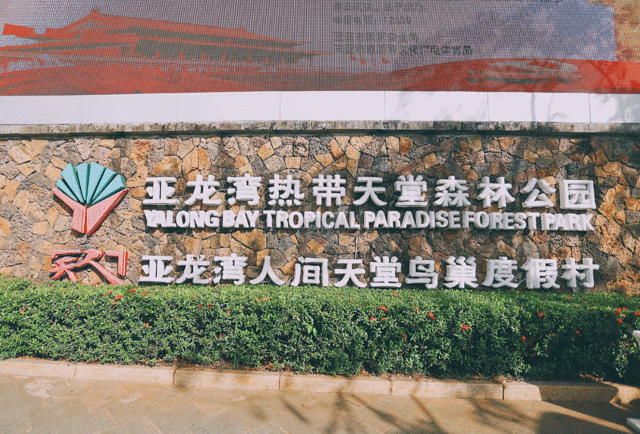 亚龙湾热带天堂森林公园
YALONG BAY TROPICAL PARADISE FOREST PARK
亚龙湾人间天堂鸟巢度假村